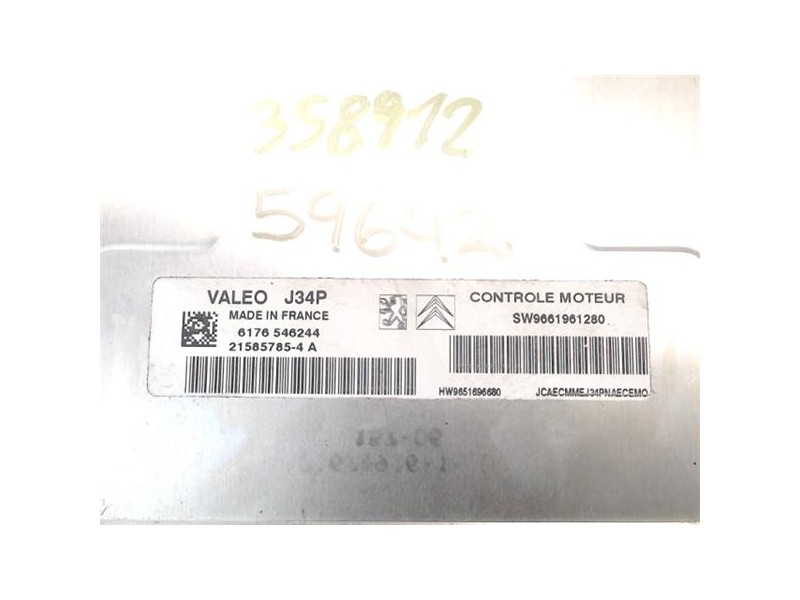 358912
59642.
VALEO J34P
MADE IN FRANCE
6176 546244
21585785-4 A
CONTROLE MOTEUR
SW9661961280
HW9651696680
JCAECMMEJ34PNAECEMO